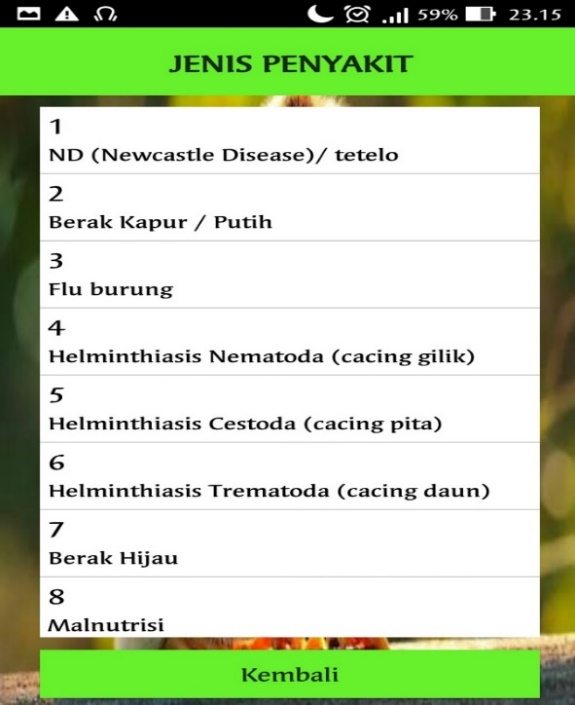 59% 23.15
JENIS PENYAKIT
1
ND (Newcastle Disease)/ tetelo
2
Berak Kapur / Putih
3
Flu burung
4
Helminthiasis Nematoda (cacing gilik)
5
Helminthiasis Cestoda (cacing pita)
6
Helminthiasis Trematoda (cacing daun)
7
Berak Hijau
8
Malnutrisi
Kembali